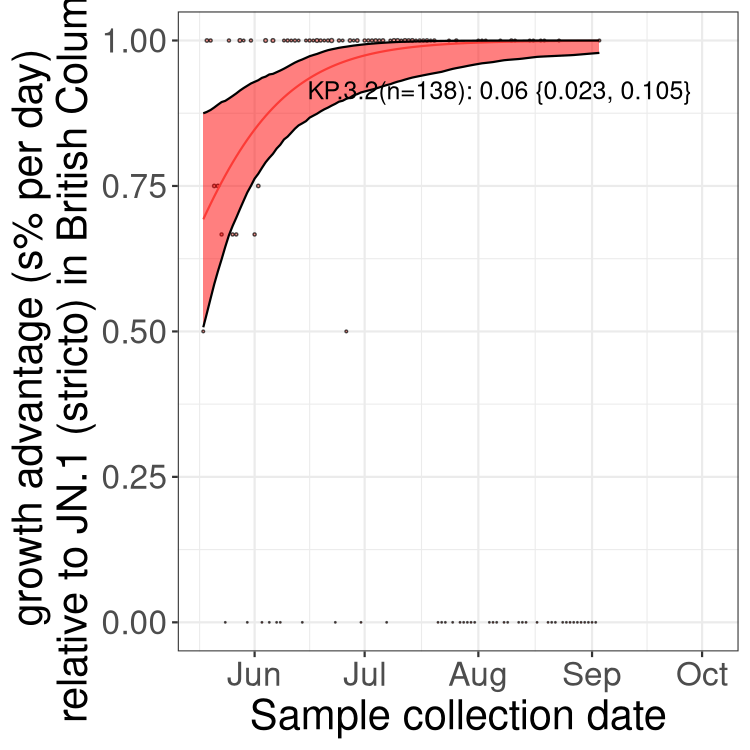 growth advantage (s% per day)
relative to JN.1 (stricto) in British Colum
1.00
0.75
0.50
0.25
0.00
KP.3.2(n=138): 0.06 {0.023, 0.105}
Jun Jul Aug Sep Oct
Sample collection date